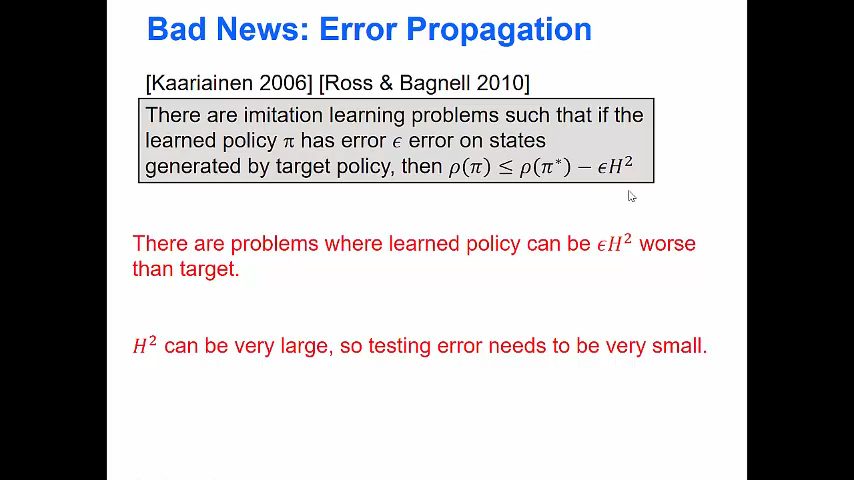 Bad News: Error Propagation
[Kaariainen 2006] [Ross & Bagnell 2010]
There are imitation learning problems such that if the
learned policy π has error ϵ error on states
generated by target policy, then ρ(π) ≤ ρ(π*) − ϵH²
There are problems where learned policy can be ϵH² worse
than target.
H² can be very large, so testing error needs to be very small.